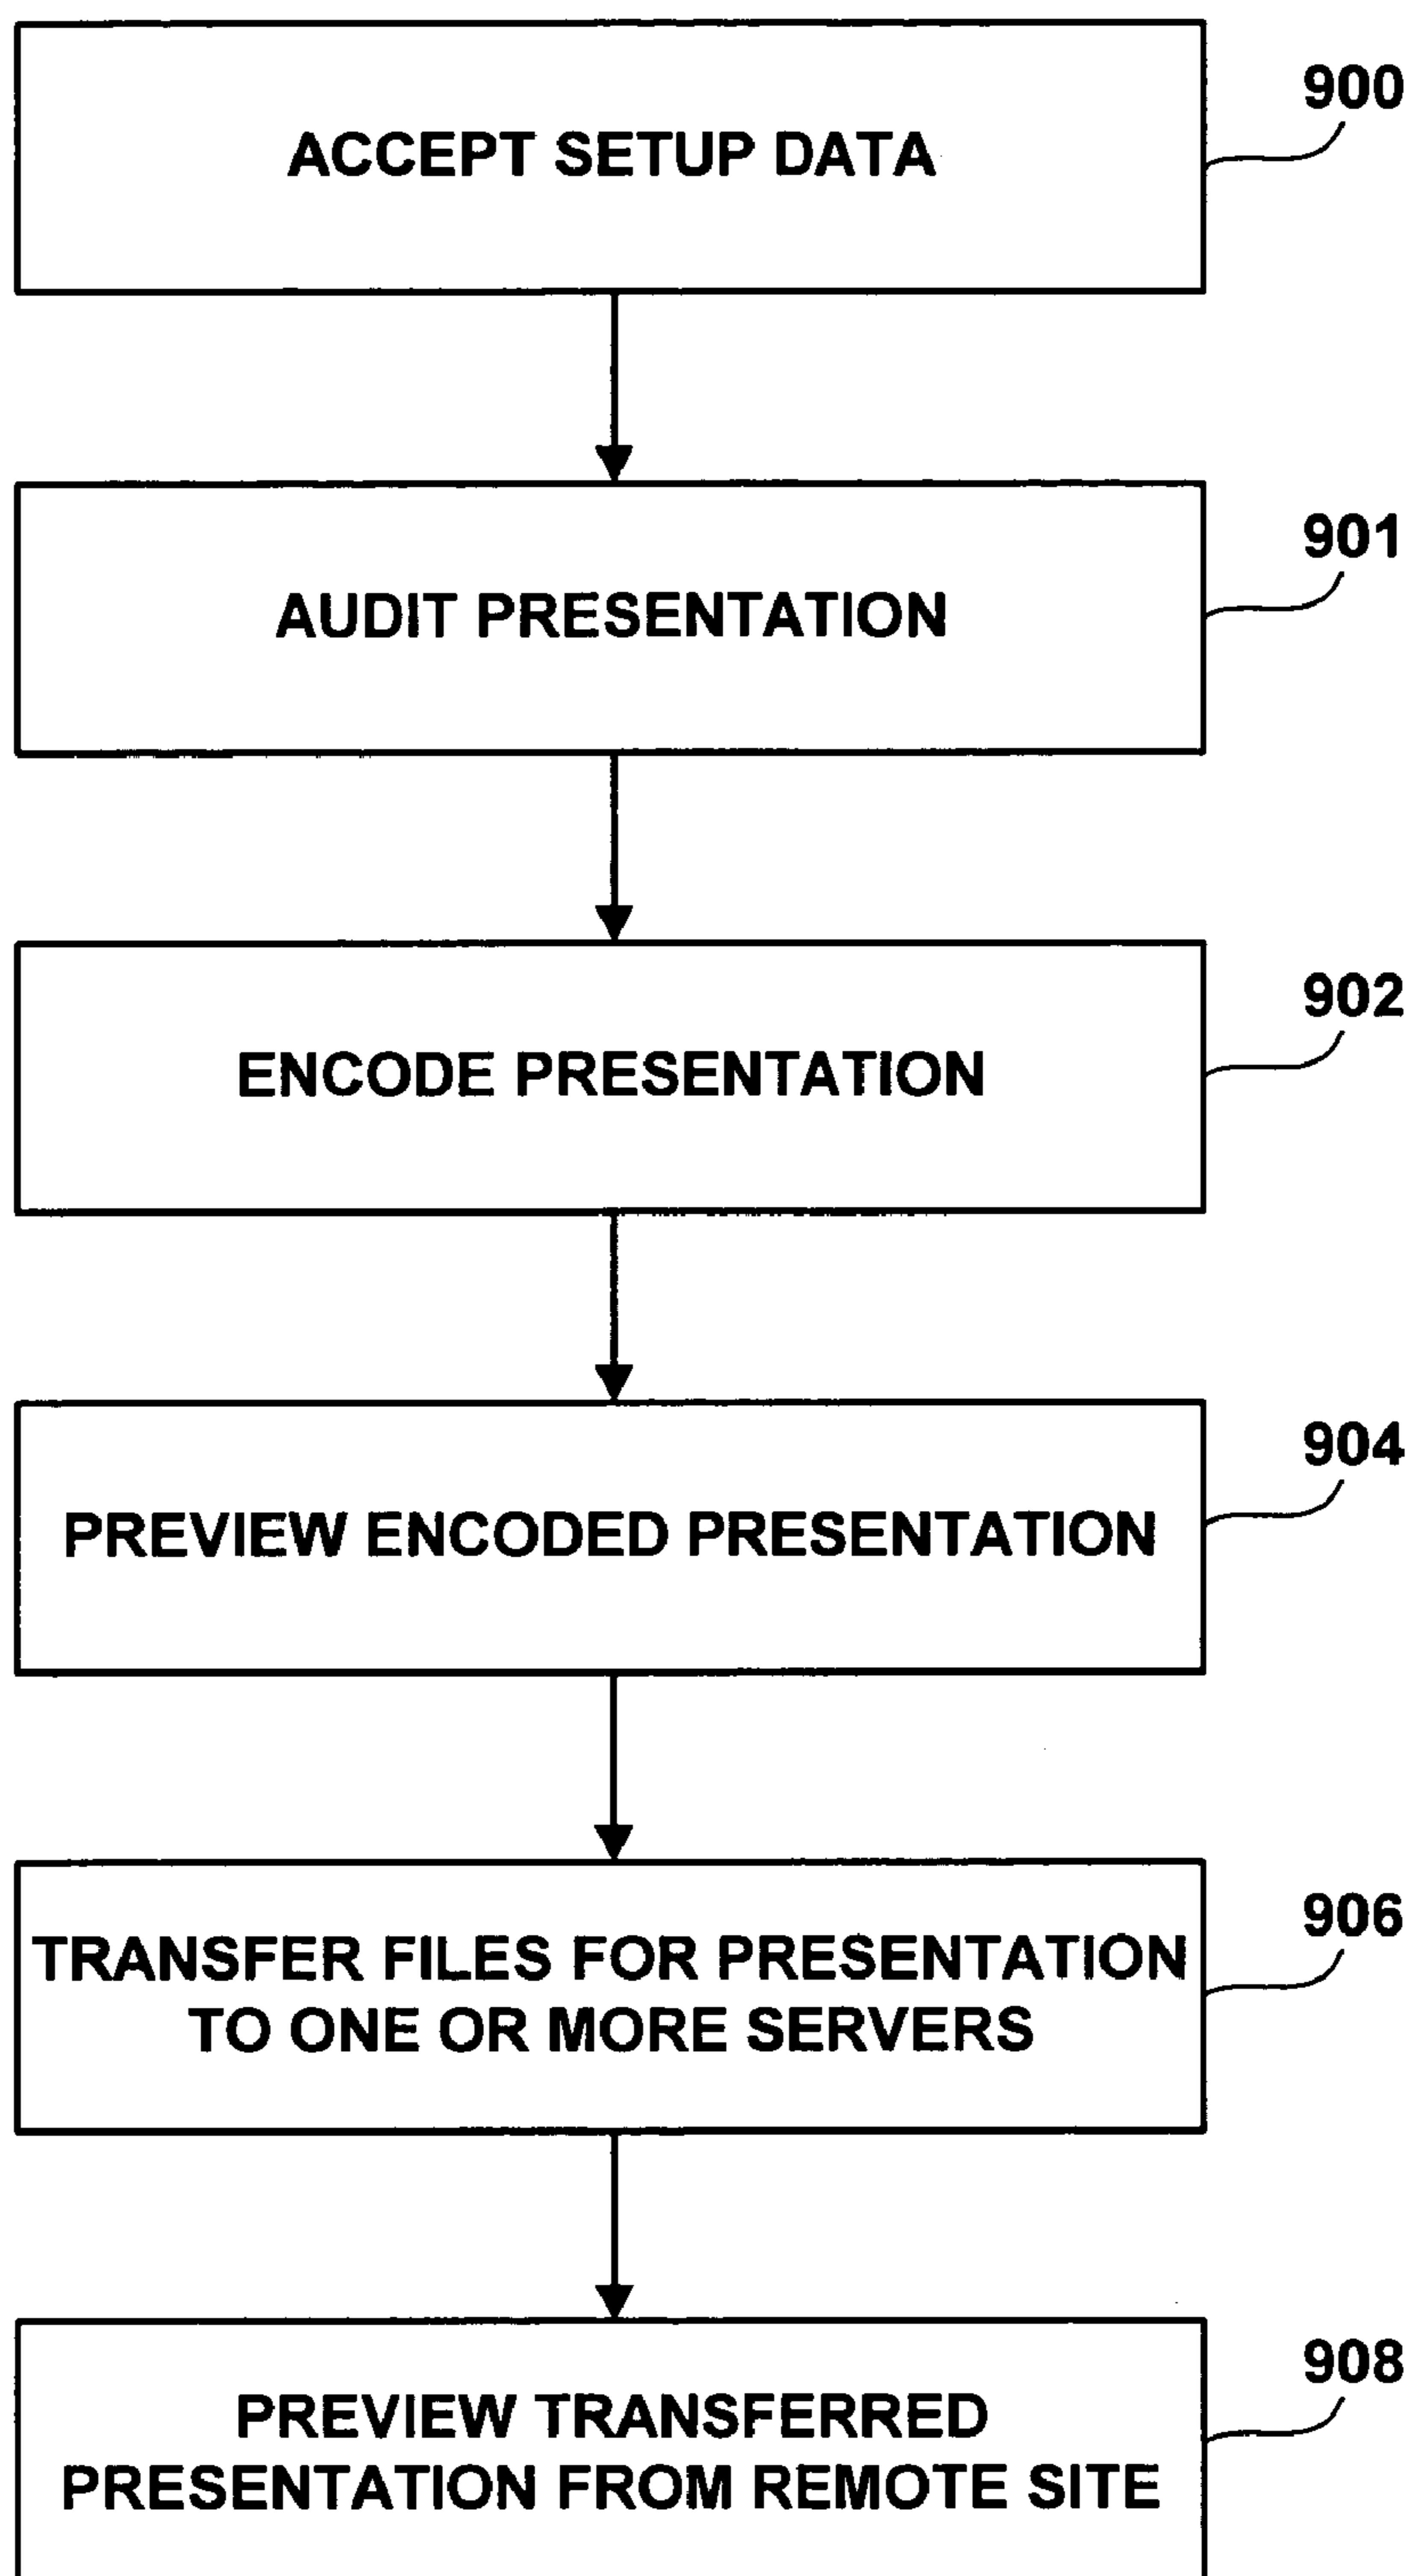 ACCEPT SETUP DATA
900
AUDIT PRESENTATION
901
ENCODE PRESENTATION
902
PREVIEW ENCODED PRESENTATION
904
TRANSFER FILES FOR PRESENTATION
TO ONE OR MORE SERVERS
906
PREVIEW TRANSFERRED
PRESENTATION FROM REMOTE SITE
908